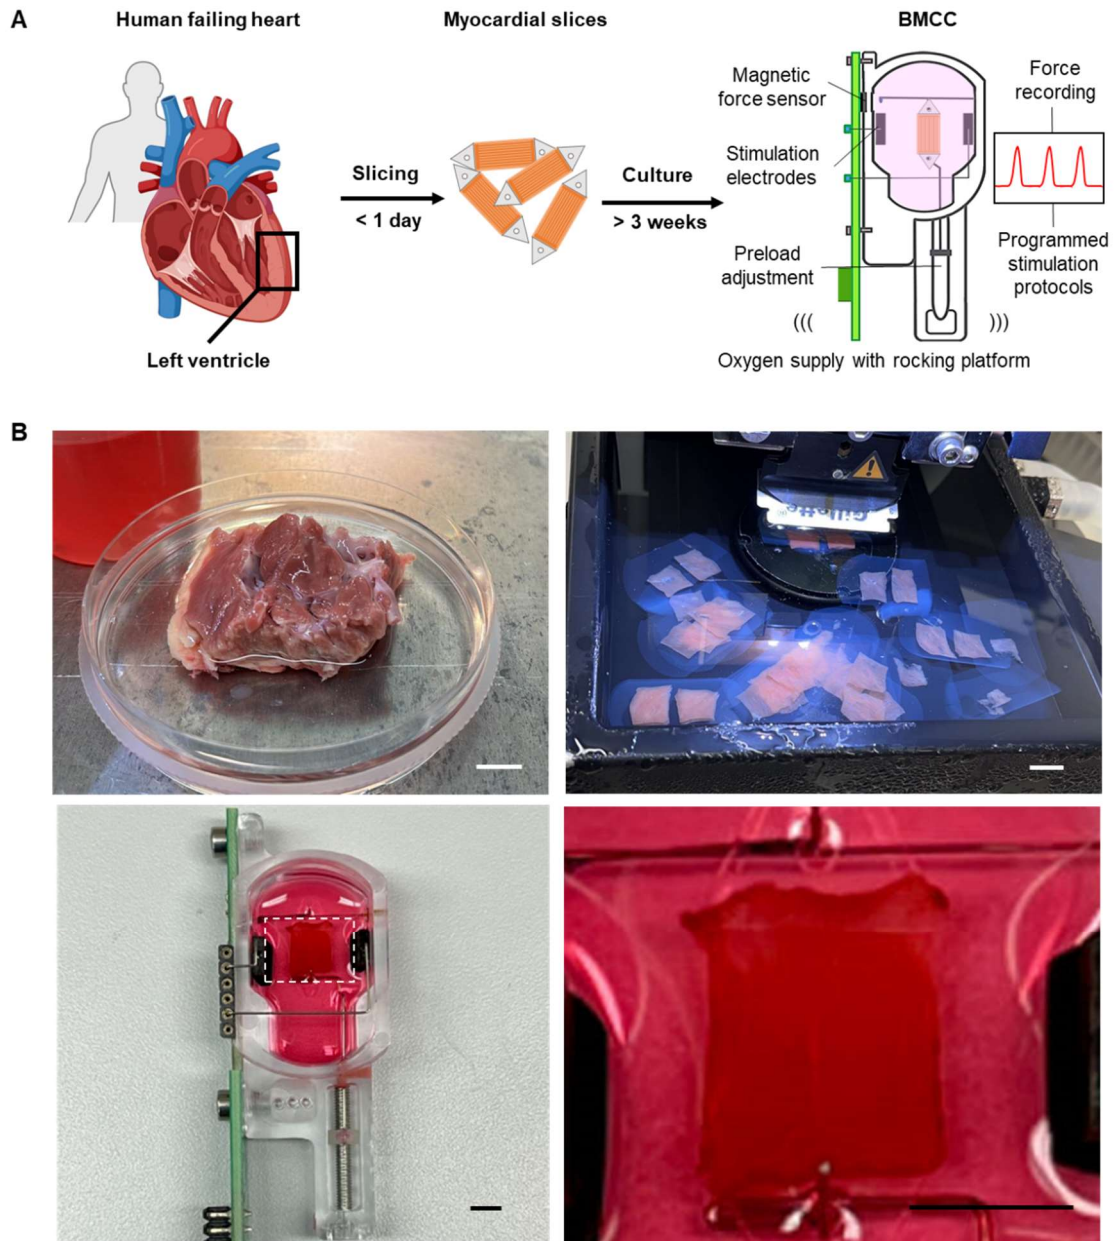 A
Human failing heart
Myocardial slices
BMCC
Magnetic
force sensor
Force
recording
Slicing
< 1 day
Culture
> 3 weeks
Stimulation
electrodes
Preload
adjustment
Programmed
stimulation
protocols
(((
)))
Left ventricle
Oxygen supply with rocking platform
B
Gillette